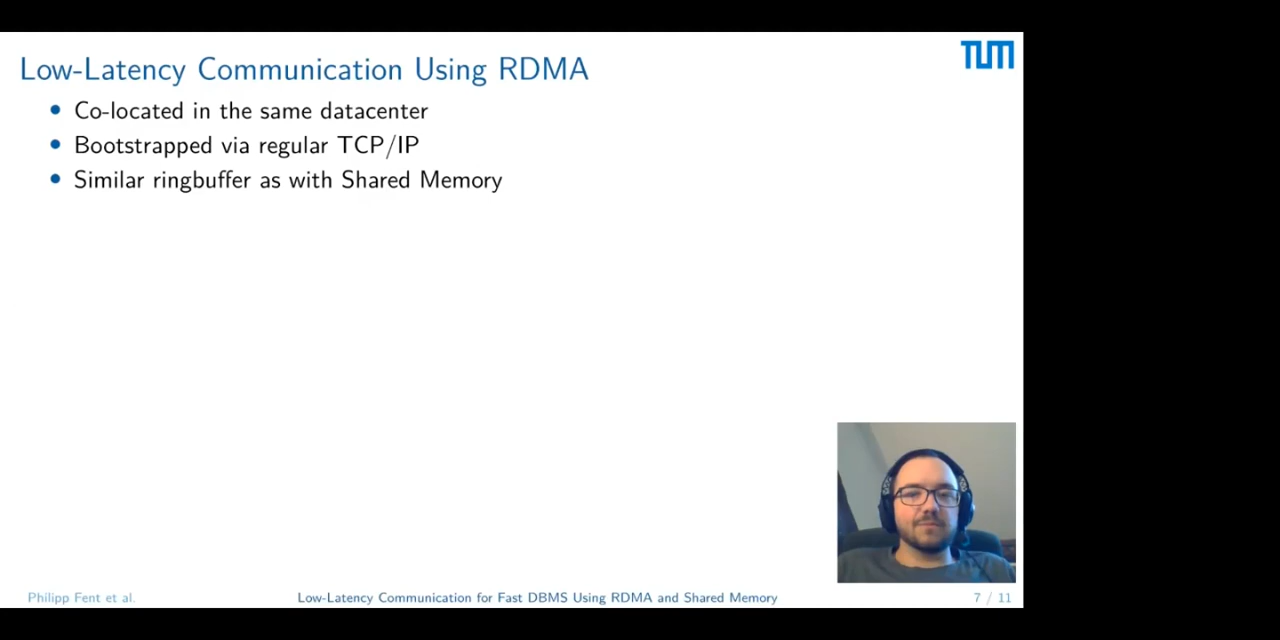 Low-Latency Communication Using RDMA
TUM
• Co-located in the same datacenter
• Bootstrapped via regular TCP/IP
• Similar ringbuffer as with Shared Memory
Philipp Fent et al.
Low-Latency Communication for Fast DBMS Using RDMA and Shared Memory
7 / 11